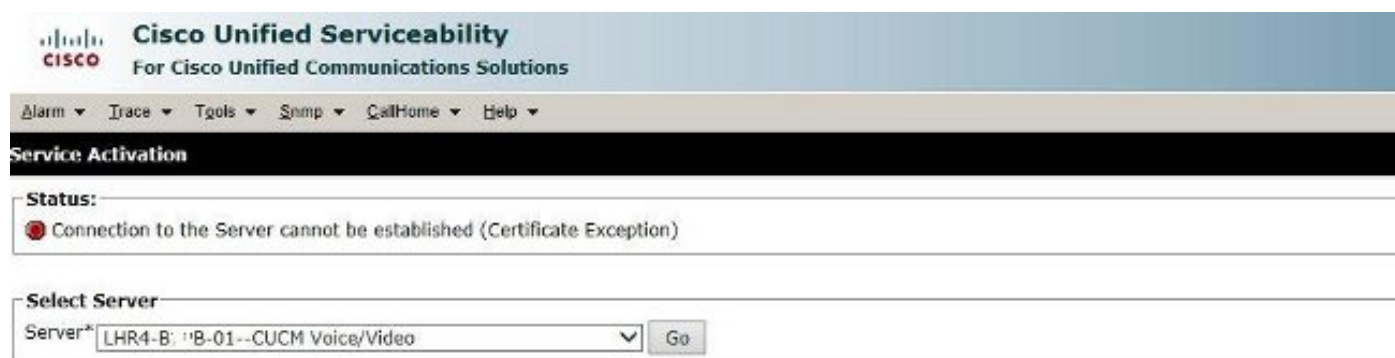 CISCO
Cisco Unified Serviceability
For Cisco Unified Communications Solutions
Alarm Trace Tools Snmp CallHome Help
Service Activation
Status:
Connection to the Server cannot be established (Certificate Exception)
Select Server
Server* --CUCM Voice/Video Go